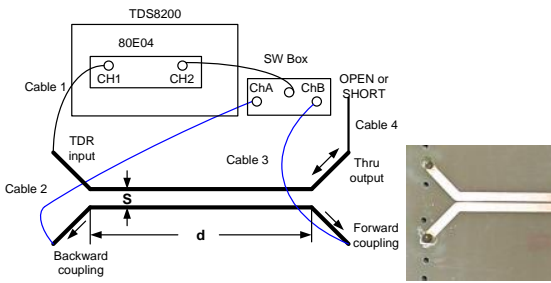 TDS8200
80E04
CH1
CH2
SW Box
ChA
ChB
OPEN or
SHORT
Cable 1
Cable 4
TDR
input
Cable 3
Thru
output
Cable 2
S
d
Backward
coupling
Forward
coupling